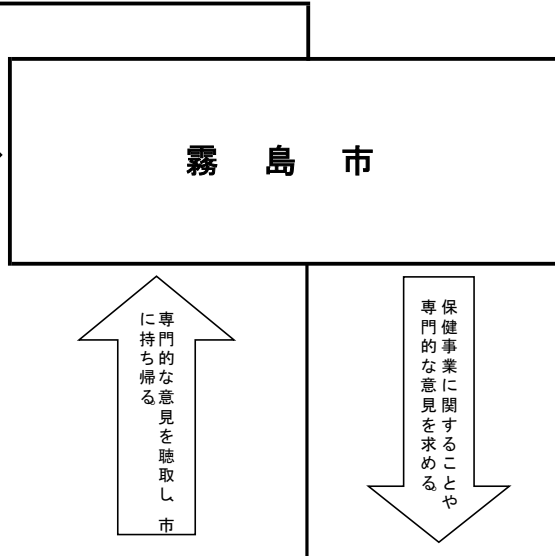 霧島市
専門的な意見を聴取し、市
に持ち帰る。
保健事業に関することや
専門的な意見を求める。